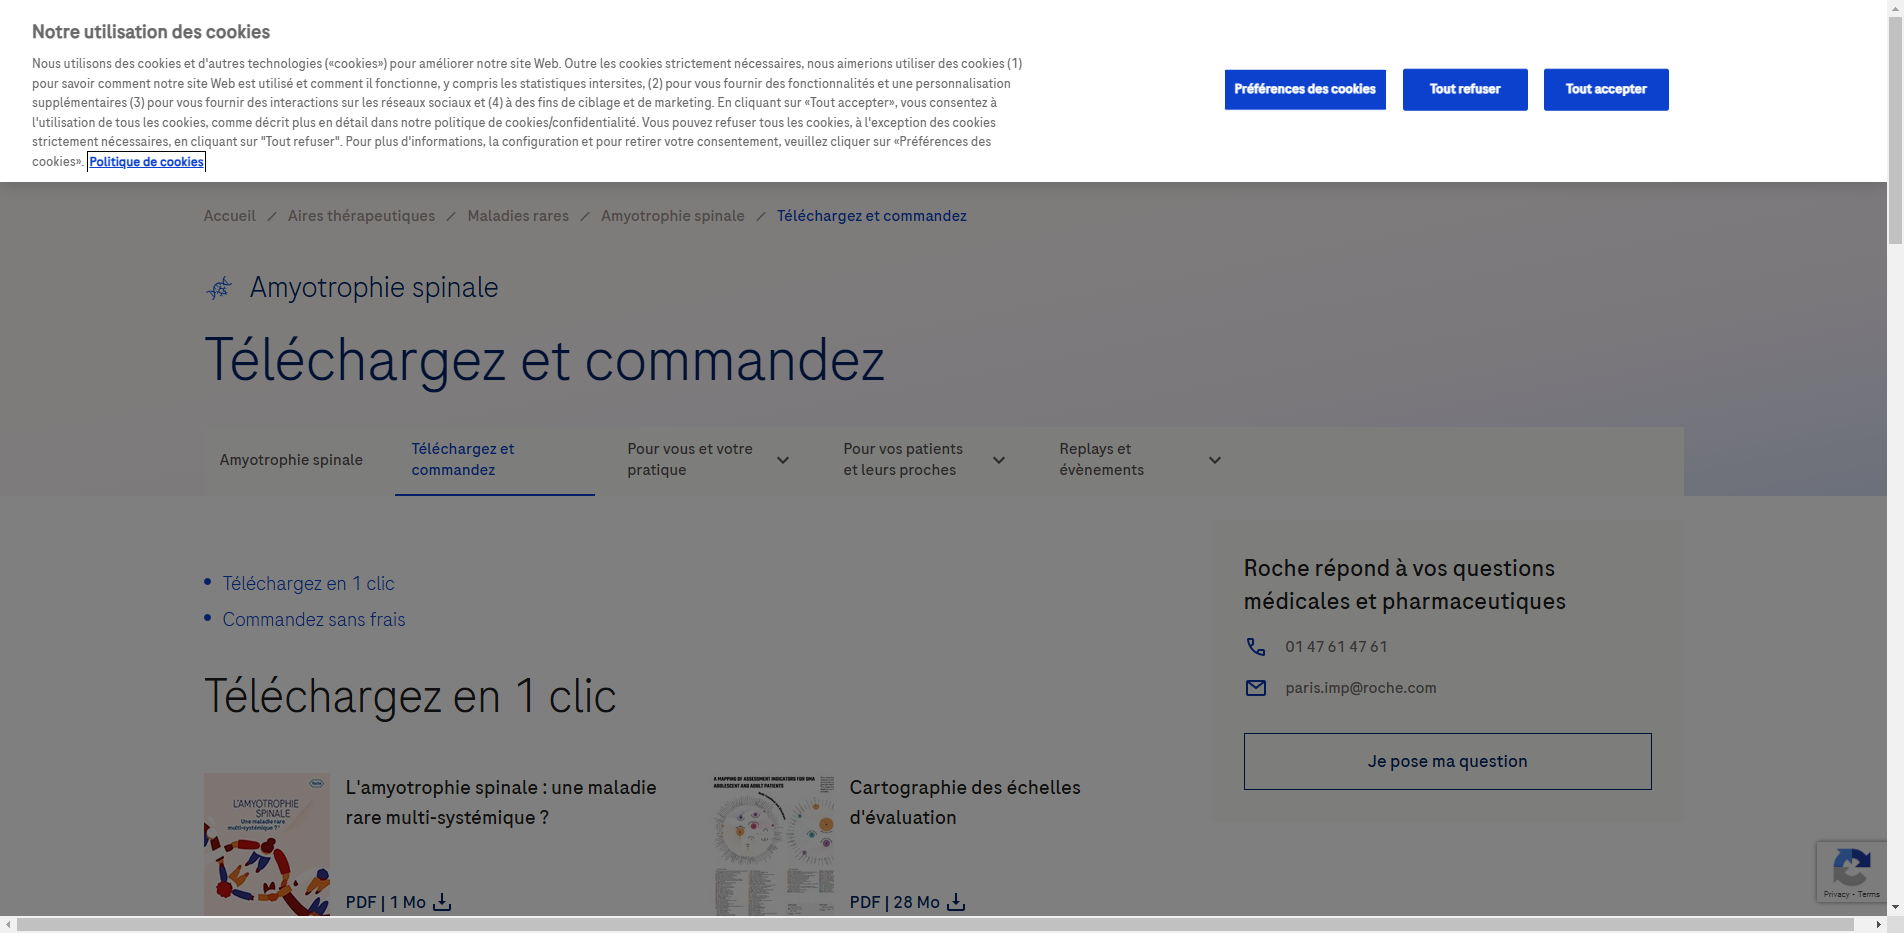 Notre utilisation des cookies
Nous utilisons des cookies et d'autres technologies («cookies») pour améliorer notre site Web. Outre les cookies strictement nécessaires, nous aimerions utiliser des cookies (1)
pour savoir comment notre site Web est utilisé et comment il fonctionne, y compris les statistiques intersites, (2) pour vous fournir des fonctionnalités et une personnalisation
supplémentaires (3) pour vous fournir des interactions sur les réseaux sociaux et (4) à des fins de ciblage et de marketing. En cliquant sur «Tout accepter», vous consentez à
l'utilisation de tous les cookies, comme décrit plus en détail dans notre politique de cookies/confidentialité. Vous pouvez refuser tous les cookies, à l'exception des cookies
strictement nécessaires, en cliquant sur "Tout refuser". Pour plus d'informations, la configuration et pour retirer votre consentement, veuillez cliquer sur «Préférences des
cookies». Politique de cookies
Préférences des cookies
Tout refuser
Tout accepter
Accueil / Aires thérapeutiques / Maladies rares / Amyotrophie spinale / Téléchargez et commandez
Amyotrophie spinale
Téléchargez et commandez
Amyotrophie spinale
Téléchargez et
commandez
Pour vous et votre
pratique
Pour vos patients
et leurs proches
Replays et
évènements
Téléchargez en 1 clic
Commandez sans frais
Téléchargez en 1 clic
L'AMYOTROPHIE
SPINALE
Une maladie rare
multi-systémique ?
L'amyotrophie spinale : une maladie
rare multi-systémique ?
PDF | 1 Mo
A MAPPING OF ASSESSMENT INDICATORS FOR SMA
ADOLESCENT AND ADULT PATIENTS
Cartographie des échelles
d'évaluation
PDF | 28 Mo
Roche répond à vos questions
médicales et pharmaceutiques
01 47 61 47 61
paris.imp@roche.com
Je pose ma question
Privacy - Terms